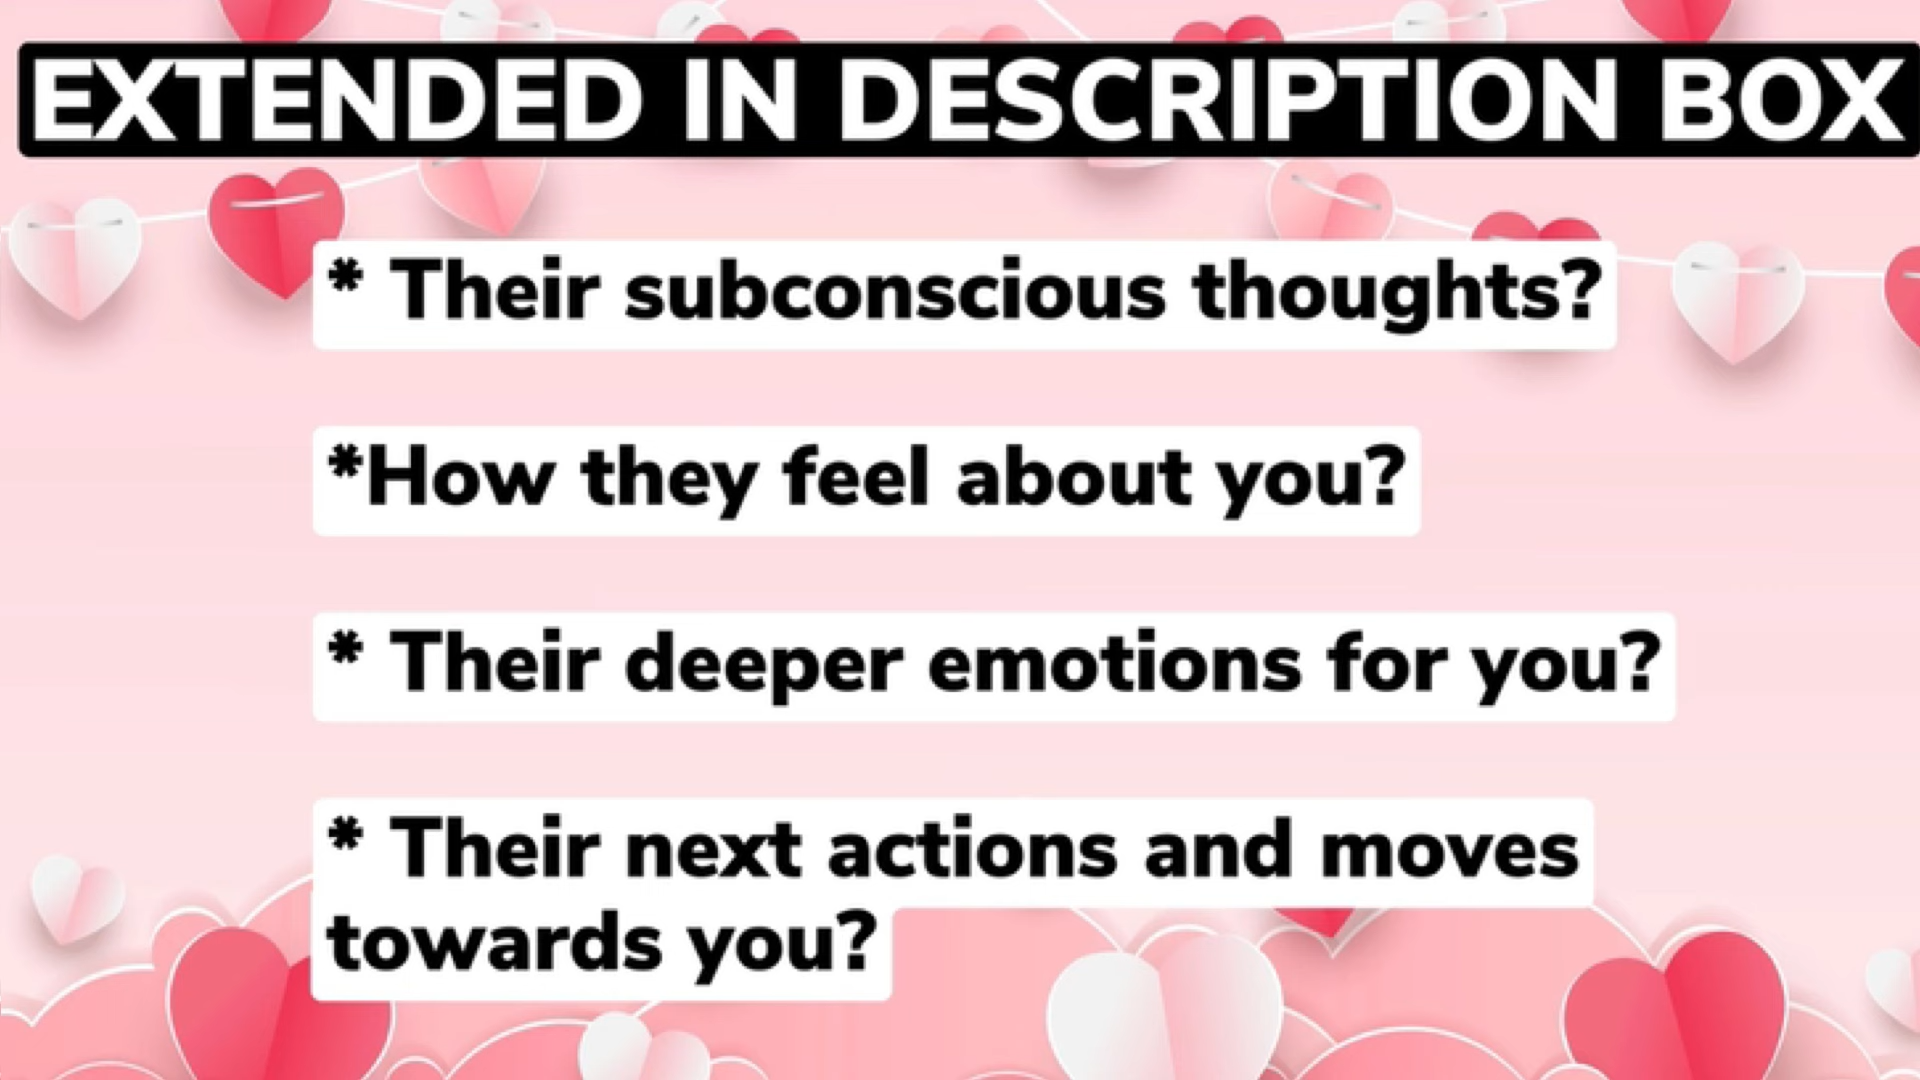 EXTENDED IN DESCRIPTION BOX
* Their subconscious thoughts?
*How they feel about you?
* Their deeper emotions for you?
* Their next actions and moves
towards you?